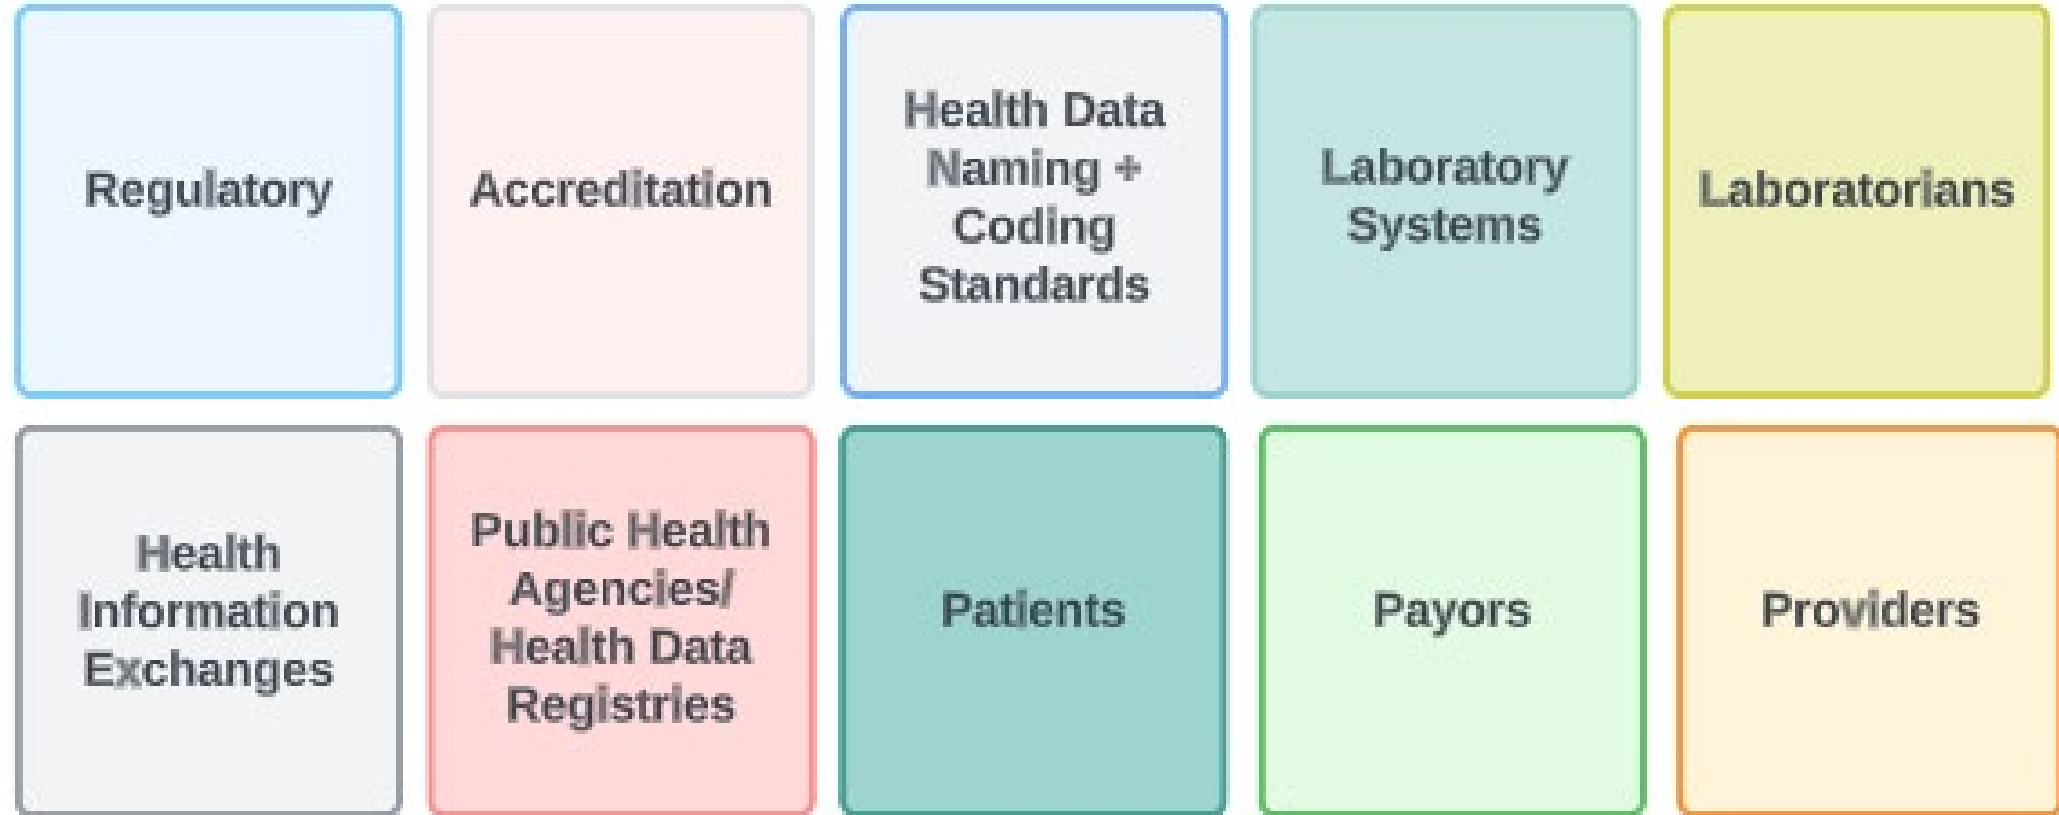 Regulatory
Accreditation
Health Data
Naming +
Coding
Standards
Laboratory
Systems
Laboratorians
Health
Information
Exchanges
Public Health
Agencies/
Health Data
Registries
Patients
Payors
Providers